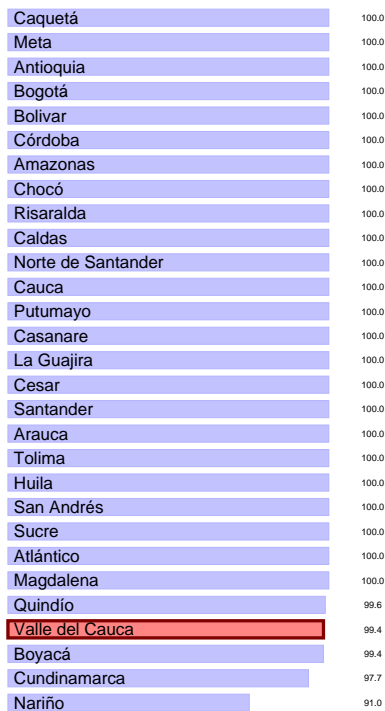 Caquetá 100.0
Meta 100.0
Antioquia 100.0
Bogotá 100.0
Bolivar 100.0
Córdoba 100.0
Amazonas 100.0
Chocó 100.0
Risaralda 100.0
Caldas 100.0
Norte de Santander 100.0
Cauca 100.0
Putumayo 100.0
Casanare 100.0
La Guajira 100.0
Cesar 100.0
Santander 100.0
Arauca 100.0
Tolima 100.0
Huila 100.0
San Andrés 100.0
Sucre 100.0
Atlántico 100.0
Magdalena 100.0
Quindío 99.6
Valle del Cauca 99.4
Boyacá 99.4
Cundinamarca 97.7
Nariño 91.0